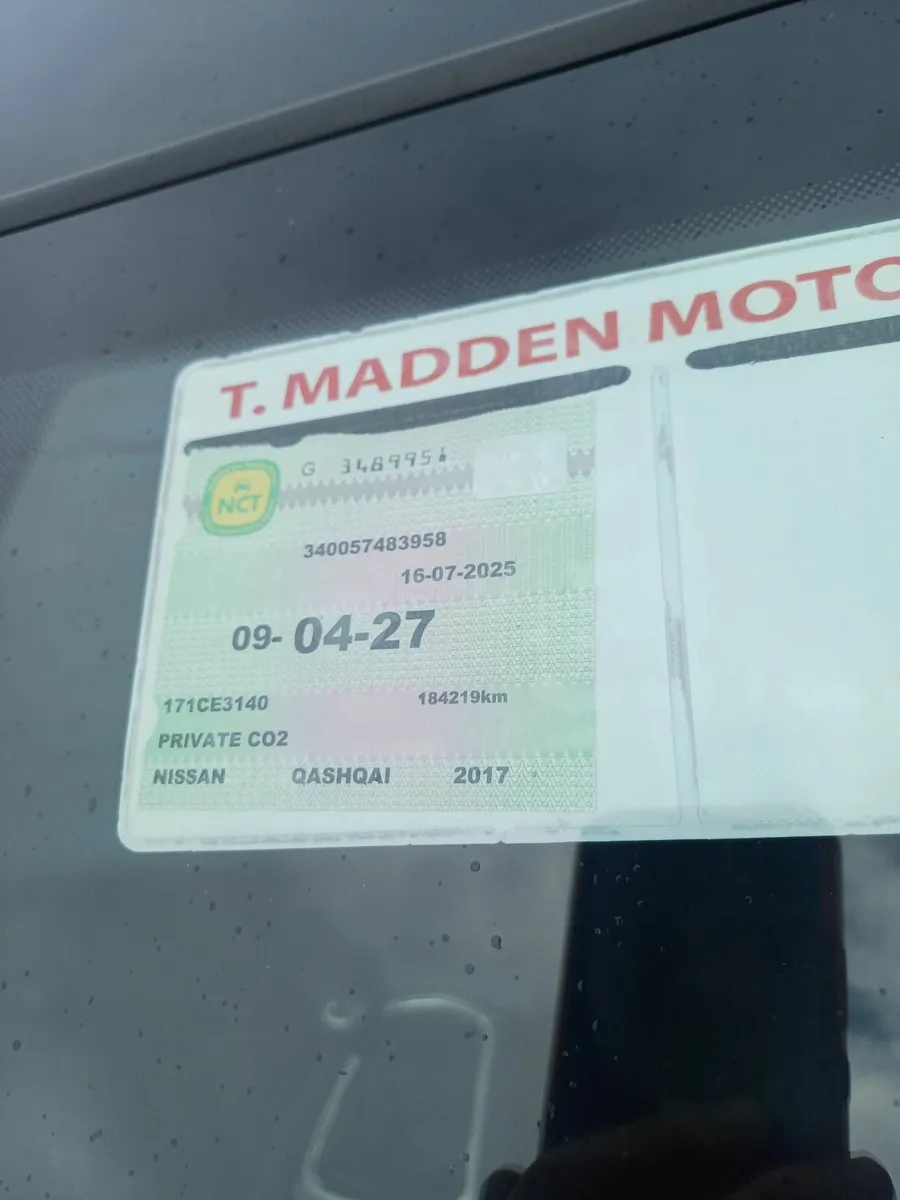 T. MADDEN MOTO
NCT
G 3489951
340057483958
16-07-2025
09-04-27
171CE3140 184219km
PRIVATE CO2
NISSAN QASHQAI 2017